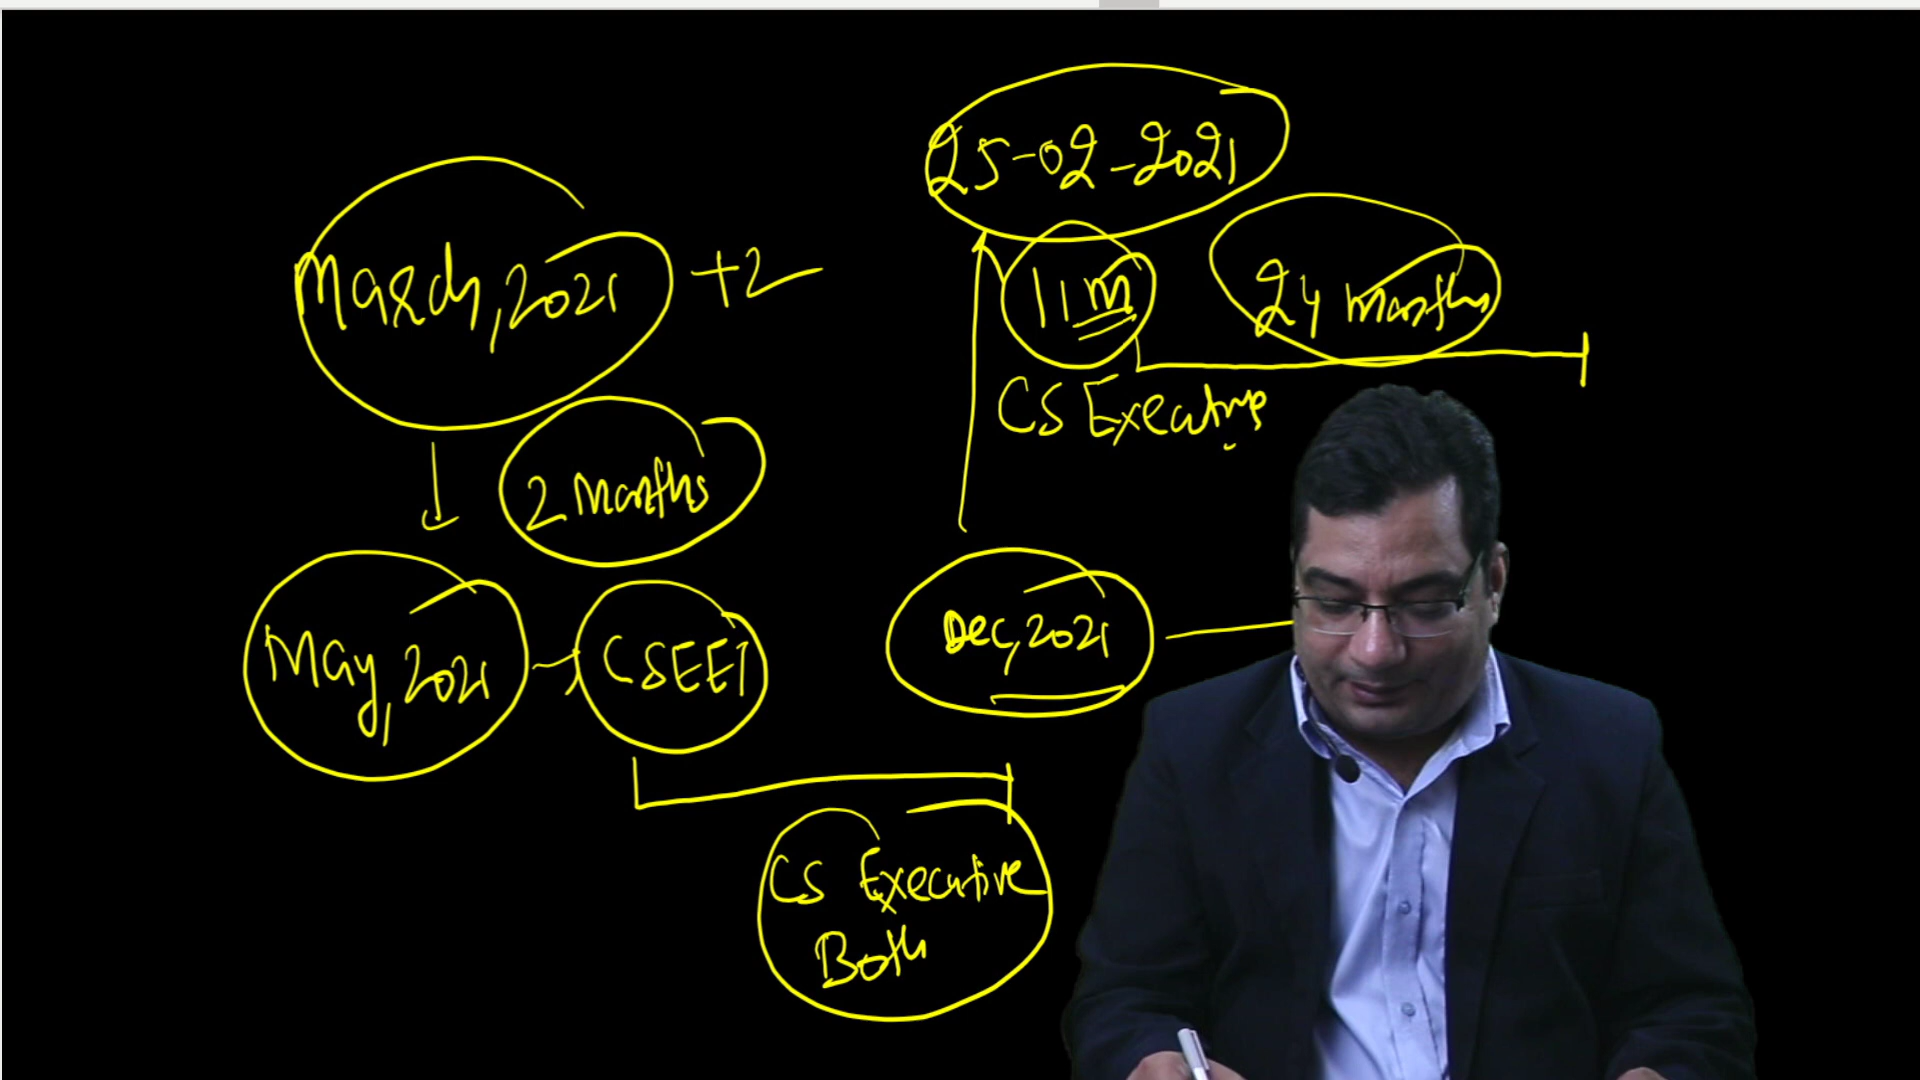 25-02-2021
March, 2021 +2
11m
24 months
CS Executive
2 Months
May, 2021
CSEET
Dec, 2021
CS Executive
Both